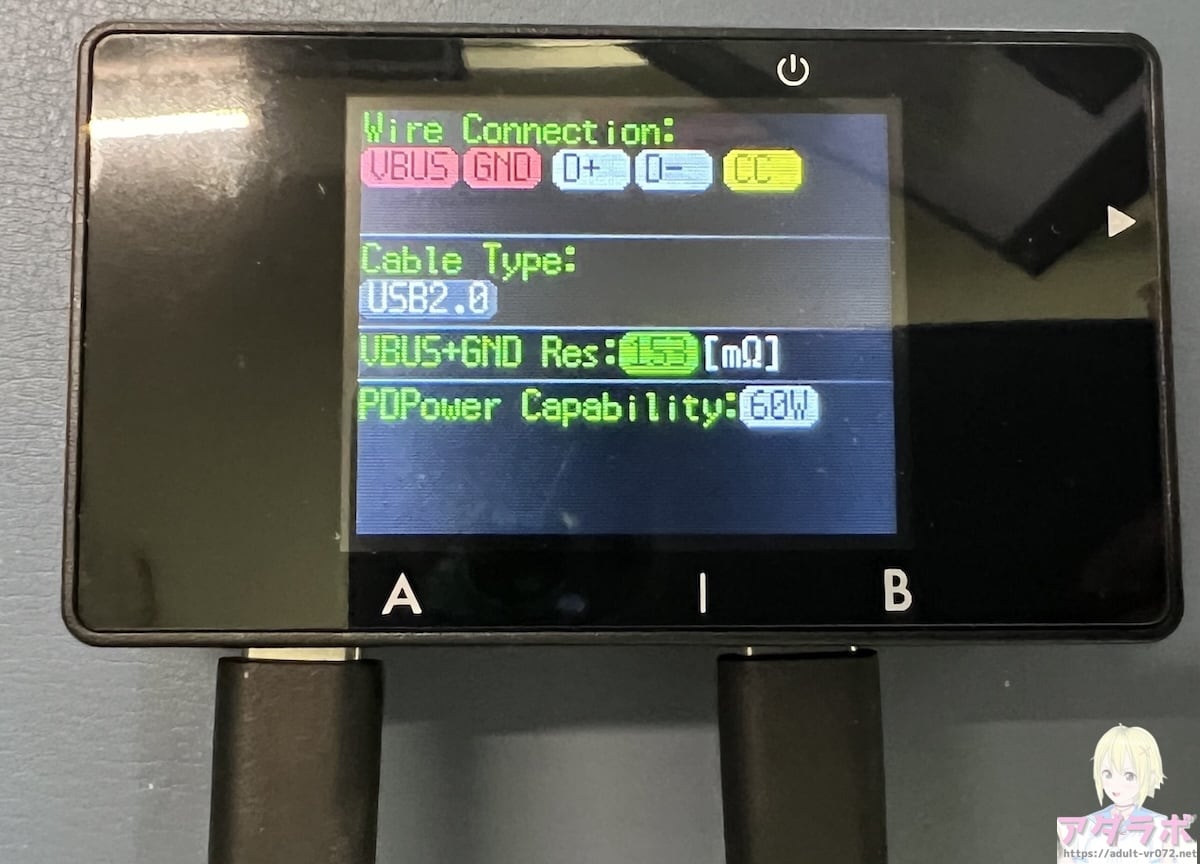 Wire Connection:
VBUS GND D+ D- CC
Cable Type:
USB2.0
VBUS+GND Res:153[mΩ]
PDPower Capability:60W
A | B
アダラボ
https://adult-vr072.net